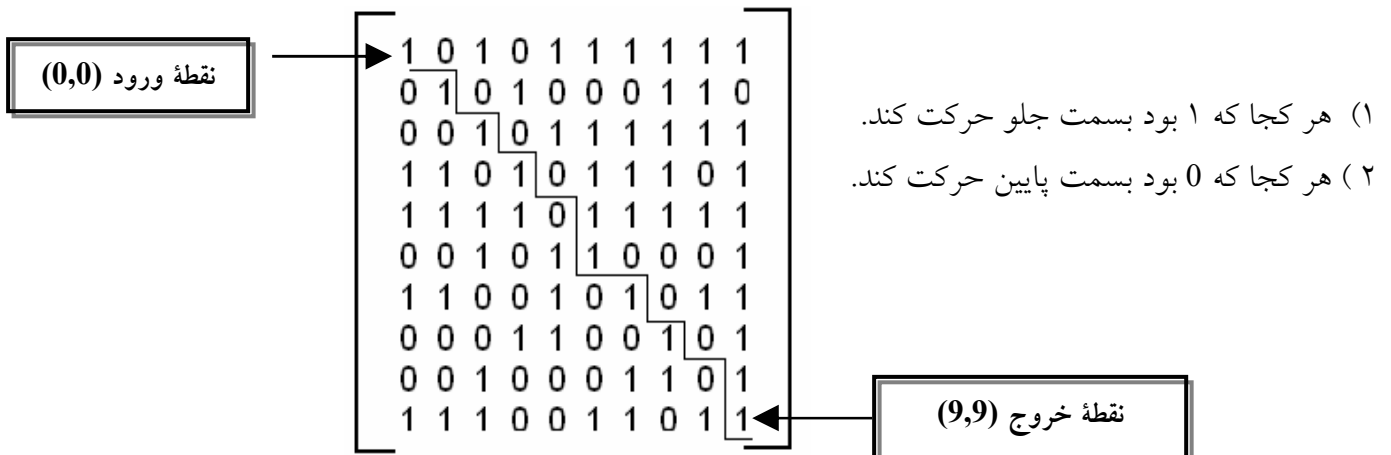 نقطهٔ ورود (0,0)
1 0 1 0 1 1 1 1 1 1
0 1 0 1 0 0 0 1 1 0
0 0 1 0 1 1 1 1 1 1
1 1 0 1 0 1 1 1 0 1
1 1 1 1 0 1 1 1 1 1
0 0 1 0 1 1 0 0 0 1
1 1 0 0 1 0 1 0 1 1
0 0 0 1 1 0 0 1 0 1
0 0 1 0 0 0 1 1 0 1
1 1 1 0 0 1 1 0 1 1
۱) هر کجا که ۱ بود بسمت جلو حرکت کند.
۲ ) هر کجا که 0 بود بسمت پایین حرکت کند.
نقطهٔ خروج (9,9)